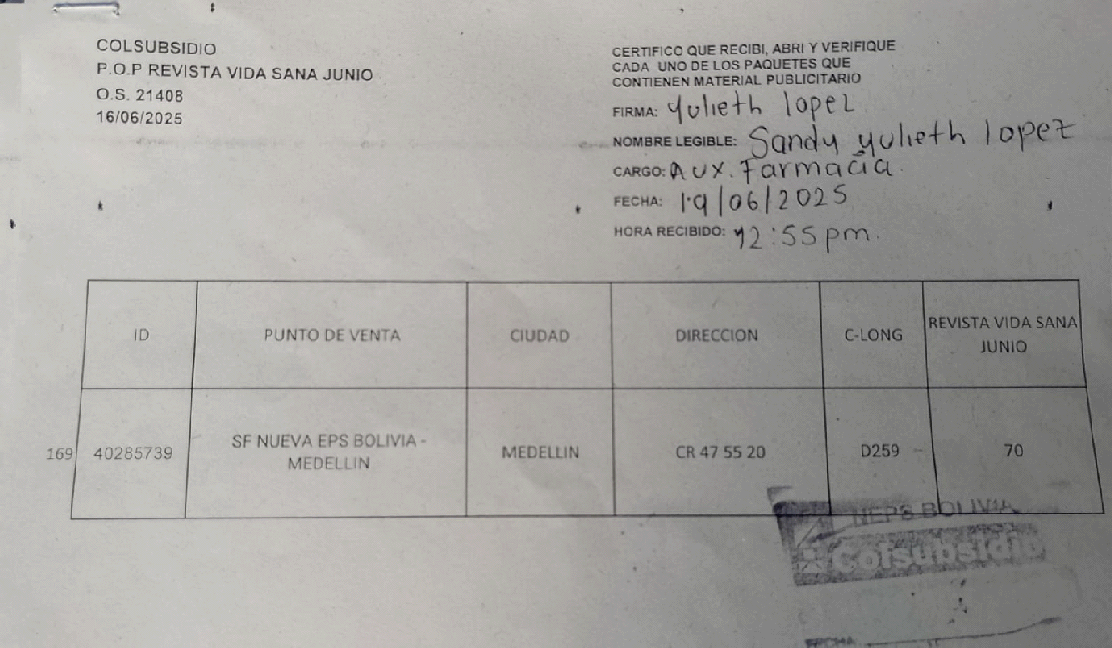 COLSUBSIDIO
P.O.P REVISTA VIDA SANA JUNIO
O.S. 21408
16/06/2025
CERTIFICO QUE RECIBI, ABRI Y VERIFIQUE
CADA UNO DE LOS PAQUETES QUE
CONTIENEN MATERIAL PUBLICITARIO
FIRMA: Yulieth lopez
NOMBRE LEGIBLE: Sandy yulieth lopez
CARGO: Aux. Farmacia.
FECHA: 19/06/2025
HORA RECIBIDO: 12:55 pm.
ID PUNTO DE VENTA CIUDAD DIRECCION C-LONG REVISTA VIDA SANA
JUNIO
169 40285739 SF NUEVA EPS BOLIVIA - MEDELLIN CR 47 55 20 D259 70
MEDELLIN
NEPS BOLIVIA
Colsubsidio
FECHA